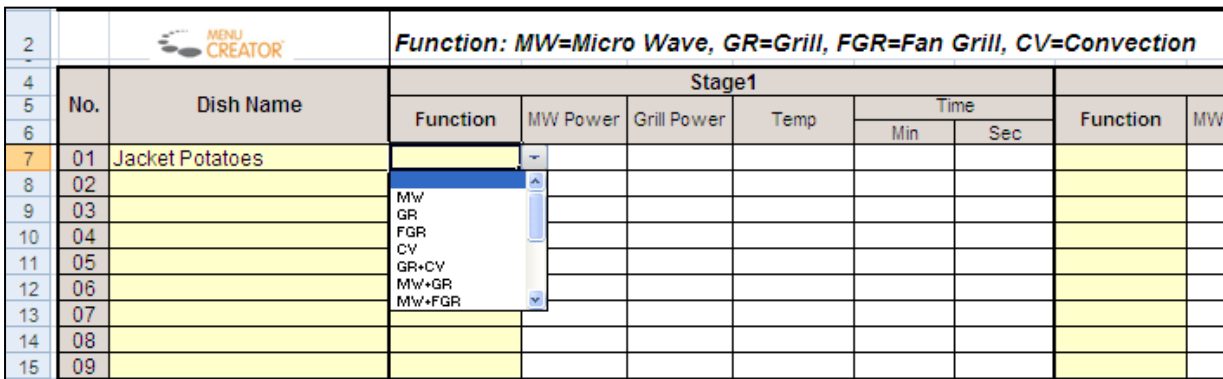 2 MENU CREATOR Function: MW=Micro Wave, GR=Grill, FGR=Fan Grill, CV=Convection
4 Stage1
5 No. Dish Name Function MW Power Grill Power Temp Time Function MW
6 Min Sec
7 01 Jacket Potatoes
8 02
MW
9 03
GR
10 04
FGR
CV
11 05
GR+CV
12 06
MW+GR
MW+FGR
13 07
14 08
15 09